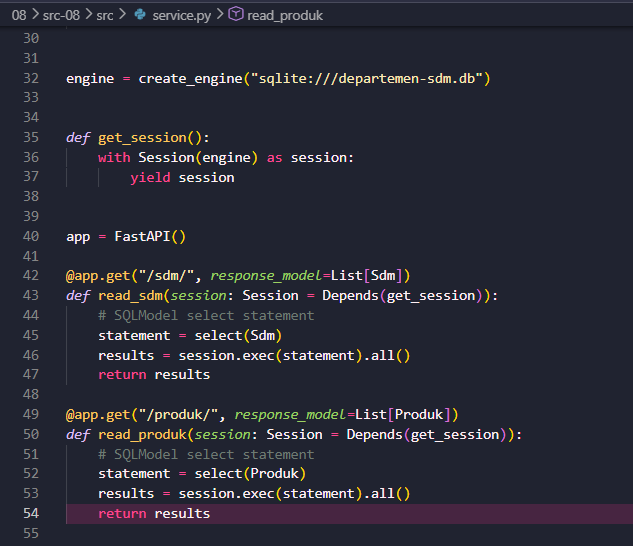 08 > src-08 > src > service.py > read_produk
30
31
32 engine = create_engine("sqlite:///departemen-sdm.db")
33
34
35 def get_session():
36     with Session(engine) as session:
37         yield session
38
39
40 app = FastAPI()
41
42 @app.get("/sdm/", response_model=List[Sdm])
43 def read_sdm(session: Session = Depends(get_session)):
44     # SQLModel select statement
45     statement = select(Sdm)
46     results = session.exec(statement).all()
47     return results
48
49 @app.get("/produk/", response_model=List[Produk])
50 def read_produk(session: Session = Depends(get_session)):
51     # SQLModel select statement
52     statement = select(Produk)
53     results = session.exec(statement).all()
54     return results
55